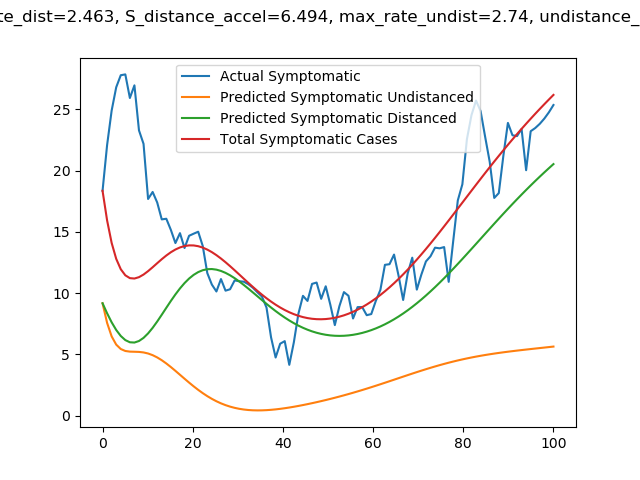 te_dist=2.463, S_distance_accel=6.494, max_rate_undist=2.74, undistance_
Actual Symptomatic
Predicted Symptomatic Undistanced
Predicted Symptomatic Distanced
Total Symptomatic Cases
25
20
15
10
5
0
0 20 40 60 80 100